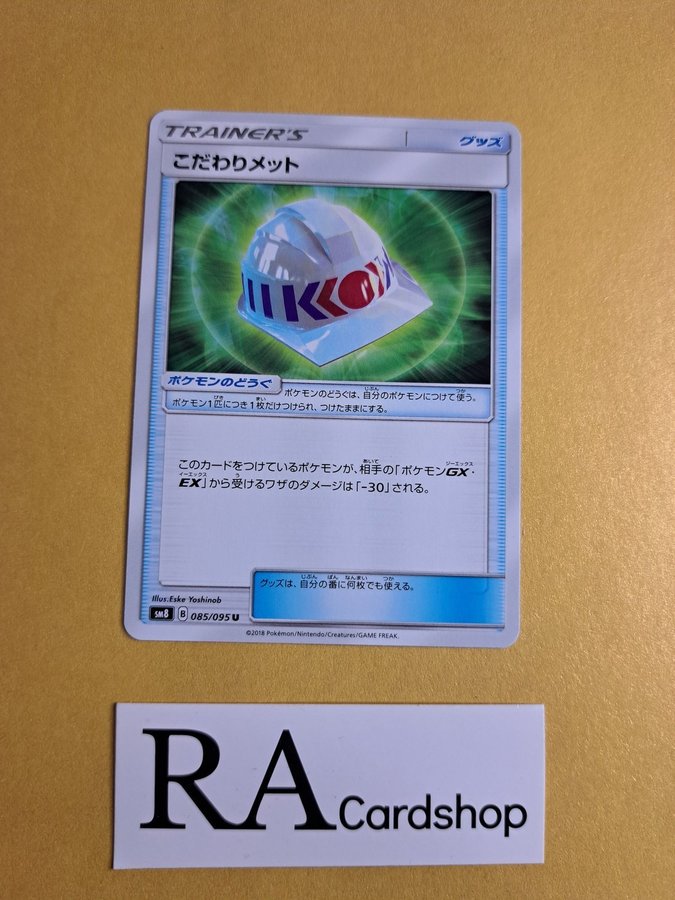 TRAINER'S
グッズ
こだわりメット
ポケモンのどうぐ
ポケモンのどうぐは、自分のポケモンにつけて使う。
ポケモン1匹につき1枚だけつけられ、つけたままにする。
このカードをつけているポケモンが、相手の「ポケモンGX・
EX」から受けるワザのダメージは「-30」される。
グッズは、自分の番に何枚でも使える。
Illus.Eske Yoshinob
SM8 B 085/095 U
©2018 Pokémon/Nintendo/Creatures/GAME FREAK.
RA Cardshop